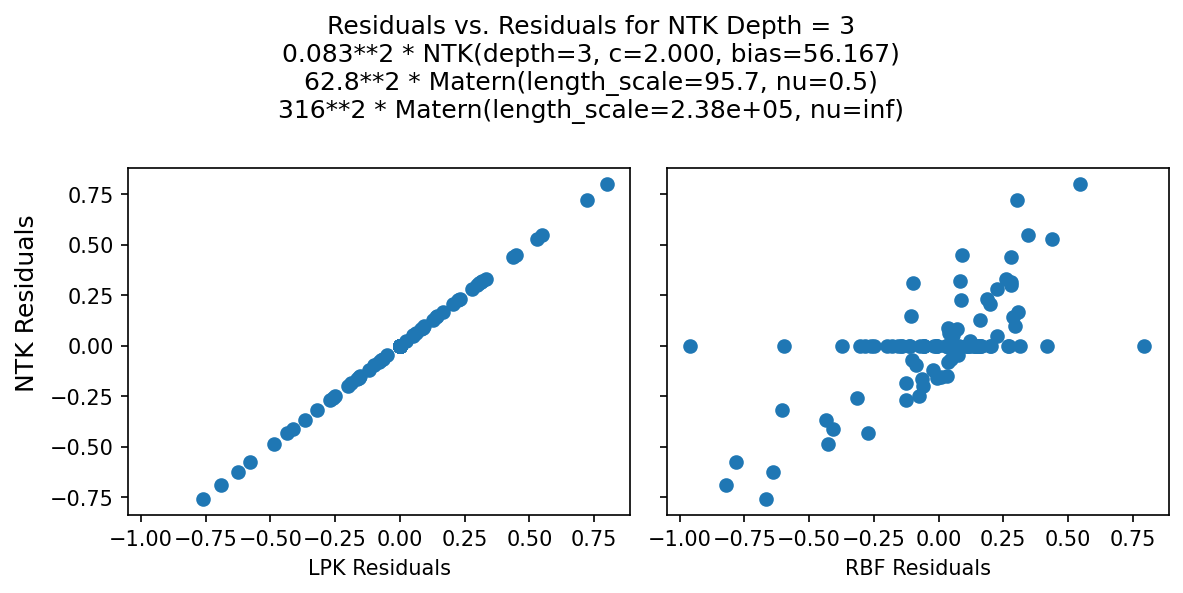 Residuals vs. Residuals for NTK Depth = 3
0.083**2 * NTK(depth=3, c=2.000, bias=56.167)
62.8**2 * Matern(length_scale=95.7, nu=0.5)
316**2 * Matern(length_scale=2.38e+05, nu=inf)
NTK Residuals
0.75
0.50
0.25
0.00
−0.25
−0.50
−0.75
−1.00 −0.75 −0.50 −0.25 0.00 0.25 0.50 0.75
LPK Residuals
−1.00 −0.75 −0.50 −0.25 0.00 0.25 0.50 0.75
RBF Residuals